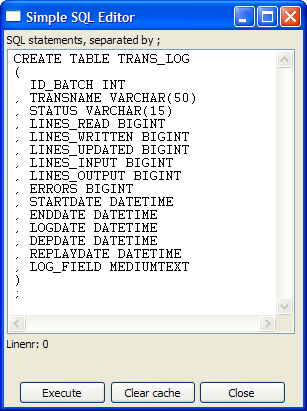 Simple SQL Editor
SQL statements, separated by ;
CREATE TABLE TRANS_LOG
(
  ID_BATCH INT
, TRANSNAME VARCHAR(50)
, STATUS VARCHAR(15)
, LINES_READ BIGINT
, LINES_WRITTEN BIGINT
, LINES_UPDATED BIGINT
, LINES_INPUT BIGINT
, LINES_OUTPUT BIGINT
, ERRORS BIGINT
, STARTDATE DATETIME
, ENDDATE DATETIME
, LOGDATE DATETIME
, DEPDATE DATETIME
, REPLAYDATE DATETIME
, LOG_FIELD MEDIUMTEXT
)
;
Linenr: 0
Execute Clear cache Close